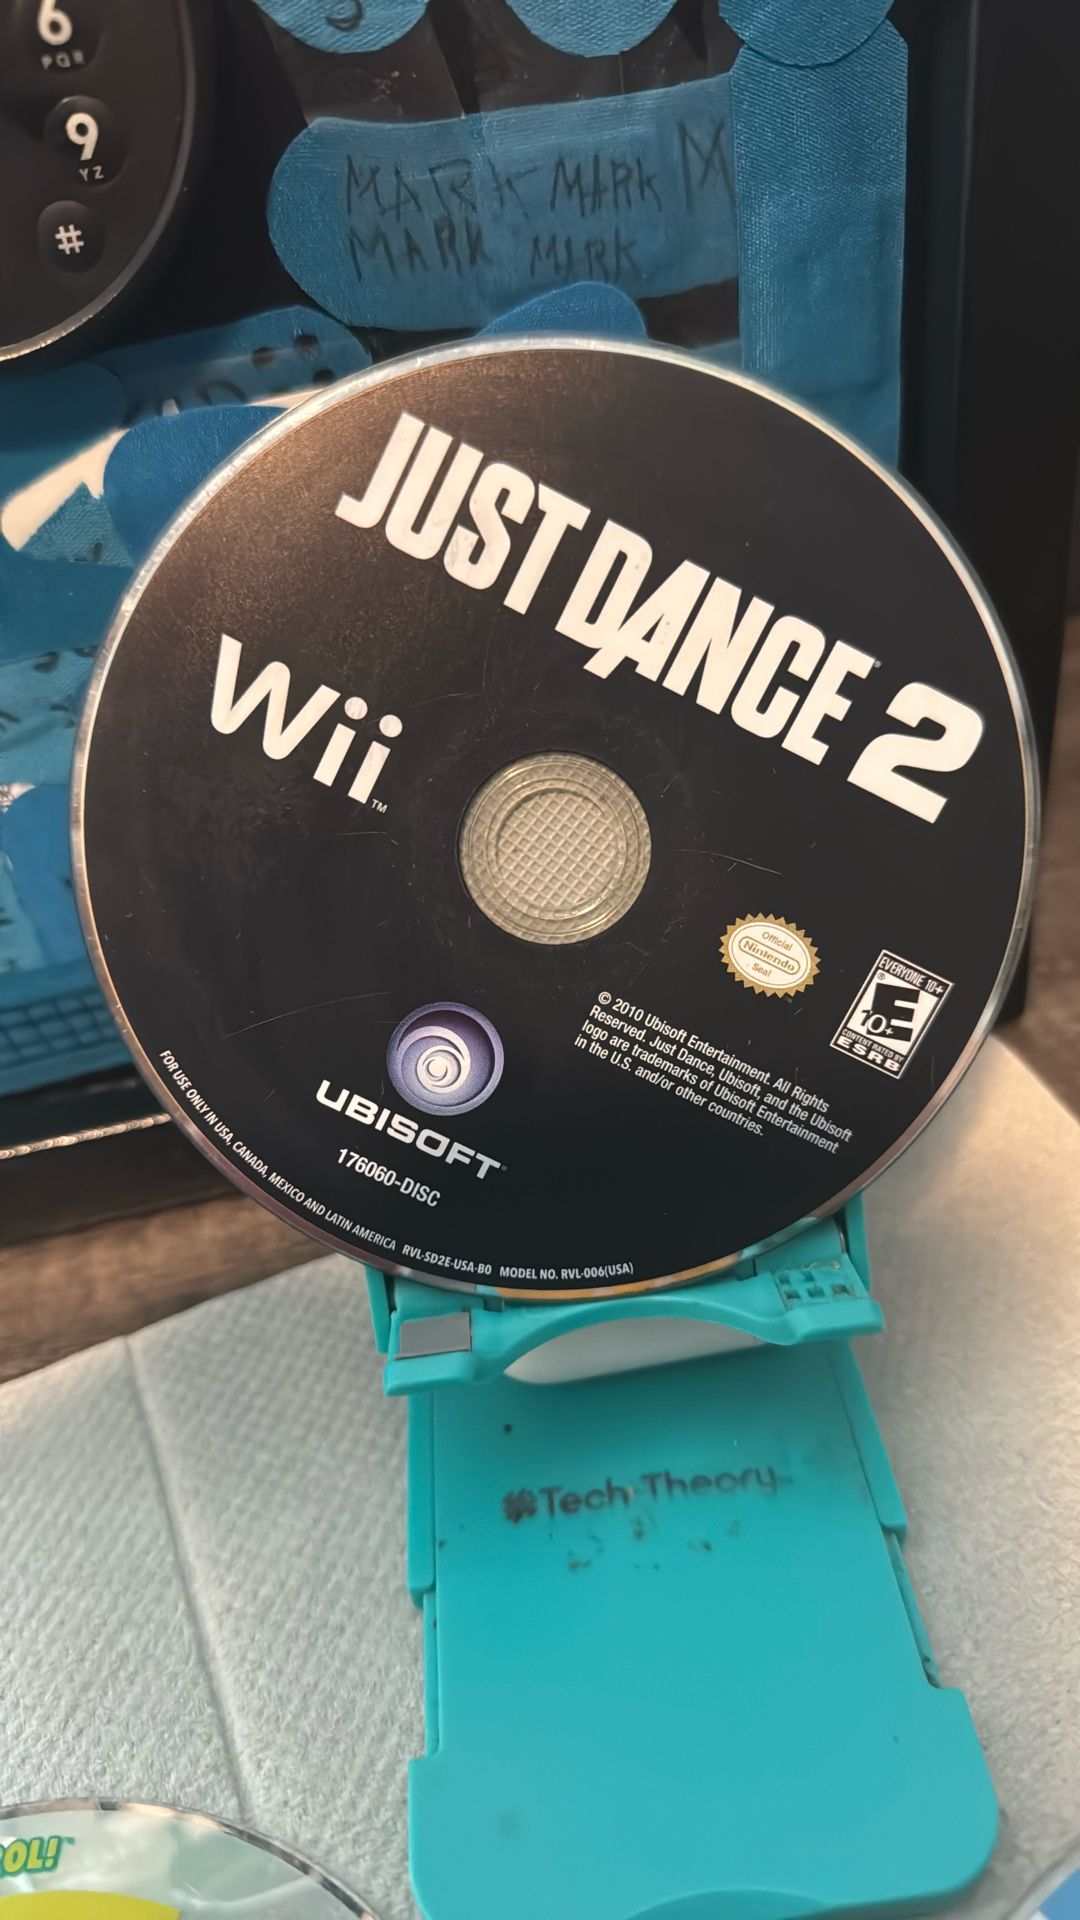 6
PQR
9
YZ
#
MARK MARK M
MARK MARK
JUST DANCE 2
Wii™
Official
Nintendo
Seal
EVERYONE 10+
E
10+
CONTENT RATED BY
ESRB
© 2010 Ubisoft Entertainment. All Rights
Reserved. Just Dance, Ubisoft, and the Ubisoft
logo are trademarks of Ubisoft Entertainment
in the U.S. and/or other countries.
UBISOFT
176060-DISC
FOR USE ONLY IN USA, CANADA, MEXICO AND LATIN AMERICA RVL-SD2E-USA-B0 MODEL NO. RVL-006(USA)
Tech-Theory
OL!™